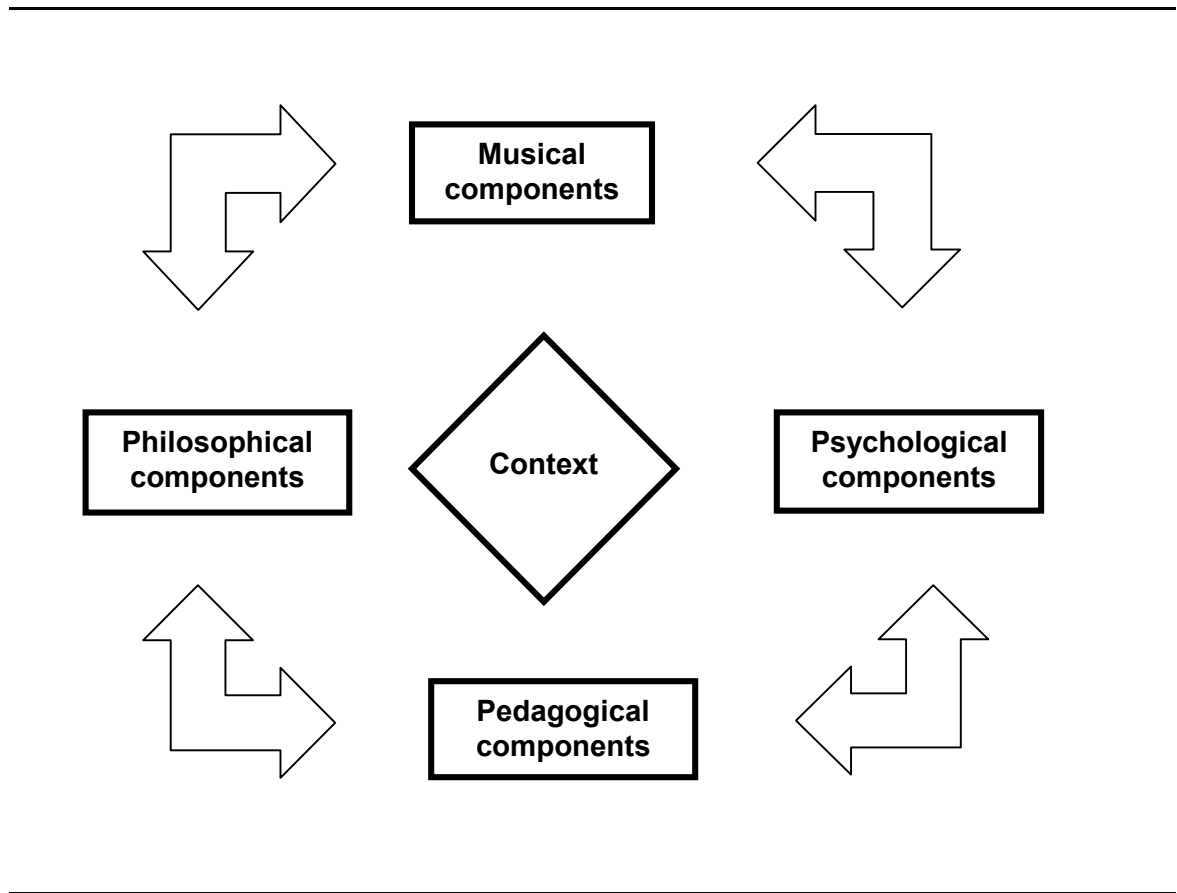 Musical
components
Philosophical
components
Context
Psychological
components
Pedagogical
components